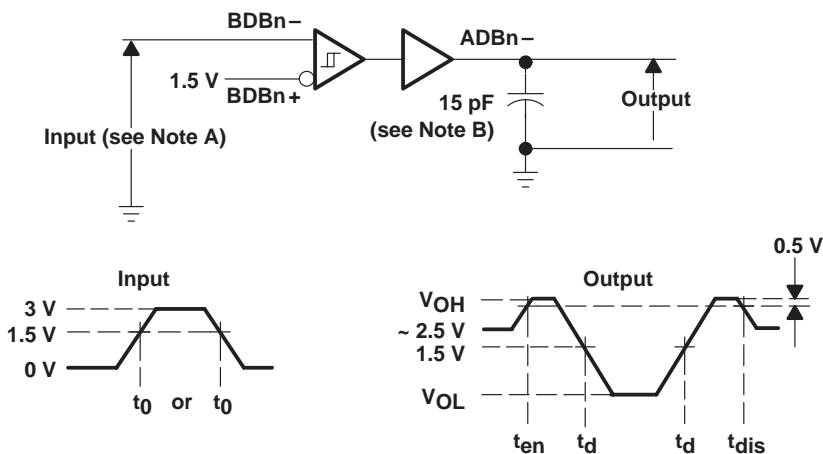 BDBn–
ADBn–
1.5 V
BDBn+
15 pF
(see Note B)
Output
Input (see Note A)
0.5 V
Input
Output
3 V
1.5 V
0 V
t0 or t0
VOH
~ 2.5 V
1.5 V
VOL
ten td td tdis